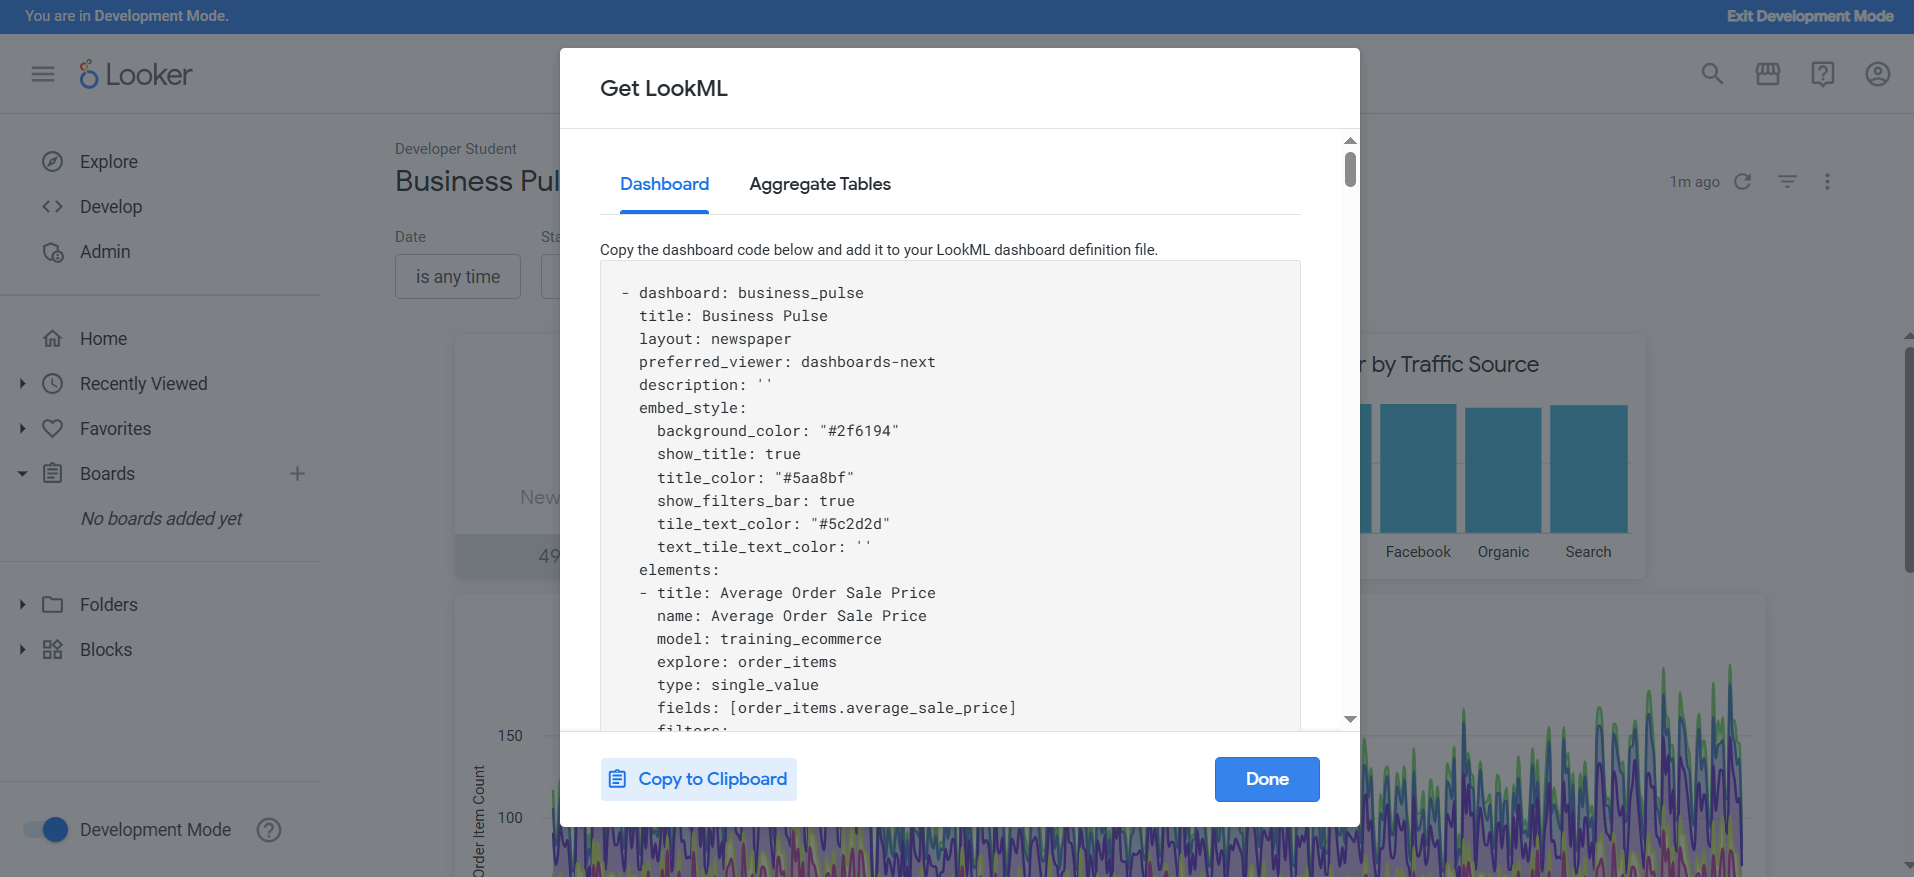 You are in Development Mode.
Exit Development Mode
Looker
Explore
Develop
Admin
Home
Recently Viewed
Favorites
Boards
No boards added yet
Folders
Blocks
Development Mode
Developer Student
Business Pul
1m ago
Date
Sta
is any time
New
49
r by Traffic Source
Facebook Organic Search
150
100
Order Item Count
Get LookML
Dashboard
Aggregate Tables
Copy the dashboard code below and add it to your LookML dashboard definition file.
- dashboard: business_pulse
title: Business Pulse
layout: newspaper
preferred_viewer: dashboards-next
description: ''
embed_style:
background_color: "#2f6194"
show_title: true
title_color: "#5aa8bf"
show_filters_bar: true
tile_text_color: "#5c2d2d"
text_tile_text_color: ''
elements:
- title: Average Order Sale Price
name: Average Order Sale Price
model: training_ecommerce
explore: order_items
type: single_value
fields: [order_items.average_sale_price]
filters:
Copy to Clipboard
Done